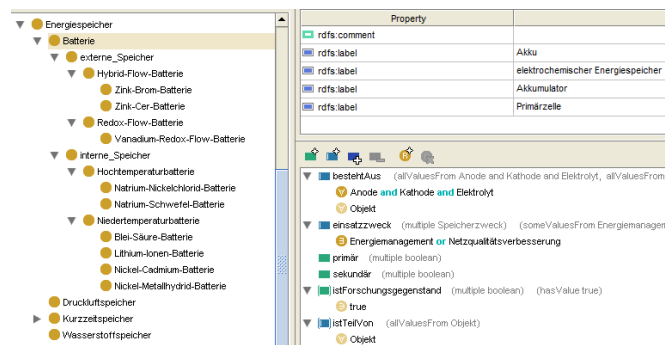 Energiespeicher
Batterie
externe_Speicher
Hybrid-Flow-Batterie
Zink-Brom-Batterie
Zink-Cer-Batterie
Redox-Flow-Batterie
Vanadium-Redox-Flow-Batterie
interne_Speicher
Hochtemperaturbatterie
Natrium-Nickelchlorid-Batterie
Natrium-Schwefel-Batterie
Niedertemperaturbatterie
Blei-Säure-Batterie
Lithium-Ionen-Batterie
Nickel-Cadmium-Batterie
Nickel-Metallhydrid-Batterie
Druckluftspeicher
Kurzzeitspeicher
Wasserstoffspeicher
Property
rdfs:comment
rdfs:label Akku
rdfs:label elektrochemischer Energiespeicher
rdfs:label Akkumulator
rdfs:label Primärzelle
bestehtAus (allValuesFrom Anode and Kathode and Elektrolyt, allValuesFrom
Anode and Kathode and Elektrolyt
Objekt
einsatzzweck (multiple Speicherzweck) (someValuesFrom Energiemanagen
Energiemanagement or Netzqualitätsverbesserung
primär (multiple boolean)
sekundär (multiple boolean)
istForschungsgegenstand (multiple boolean) (hasValue true)
true
istTeilVon (allValuesFrom Objekt)
Objekt